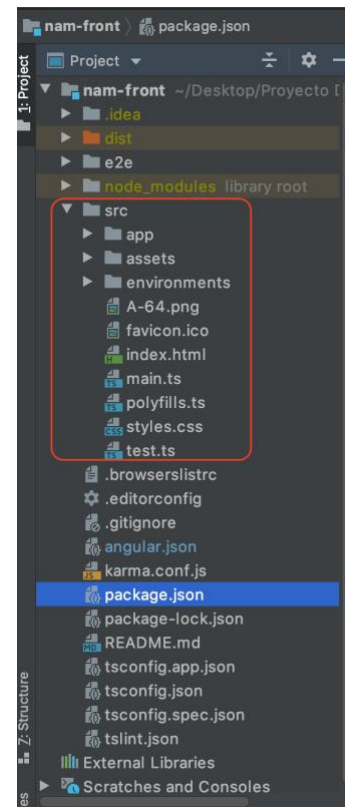 nam-front package.json
1: Project
Project
nam-front ~/Desktop/Proyecto
.idea
dist
e2e
node_modules library root
src
app
assets
environments
A-64.png
favicon.ico
index.html
main.ts
polyfills.ts
styles.css
test.ts
.browserslistrc
.editorconfig
.gitignore
angular.json
karma.conf.js
package.json
package-lock.json
README.md
tsconfig.app.json
tsconfig.json
tsconfig.spec.json
tslint.json
External Libraries
Scratches and Consoles
Z: Structure